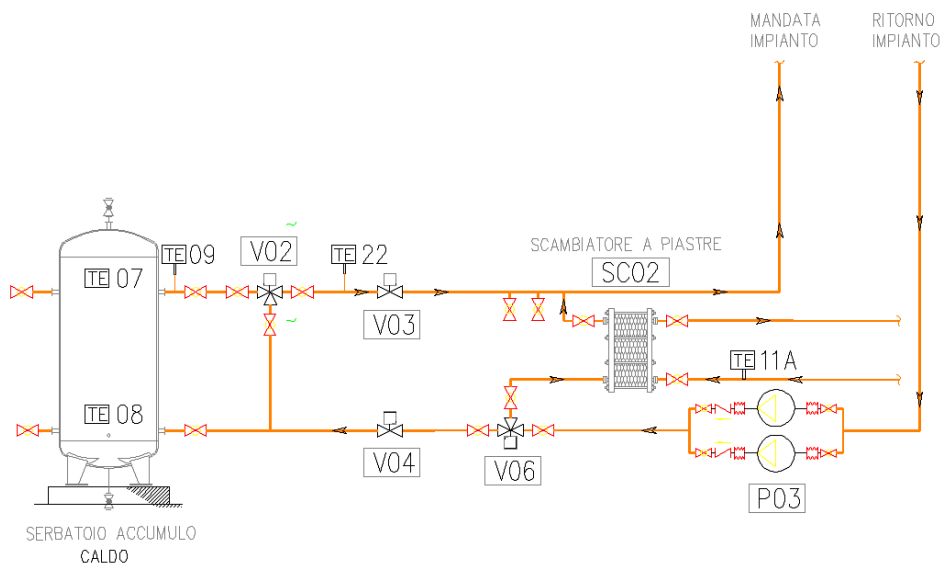 MANDATA
IMPIANTO
RITORNO
IMPIANTO
TE 09
V02
TE 22
SCAMBIATORE A PIASTRE
SC02
TE 07
V03
TE 11A
TE 08
V04
V06
P03
SERBATOIO ACCUMULO
CALDO